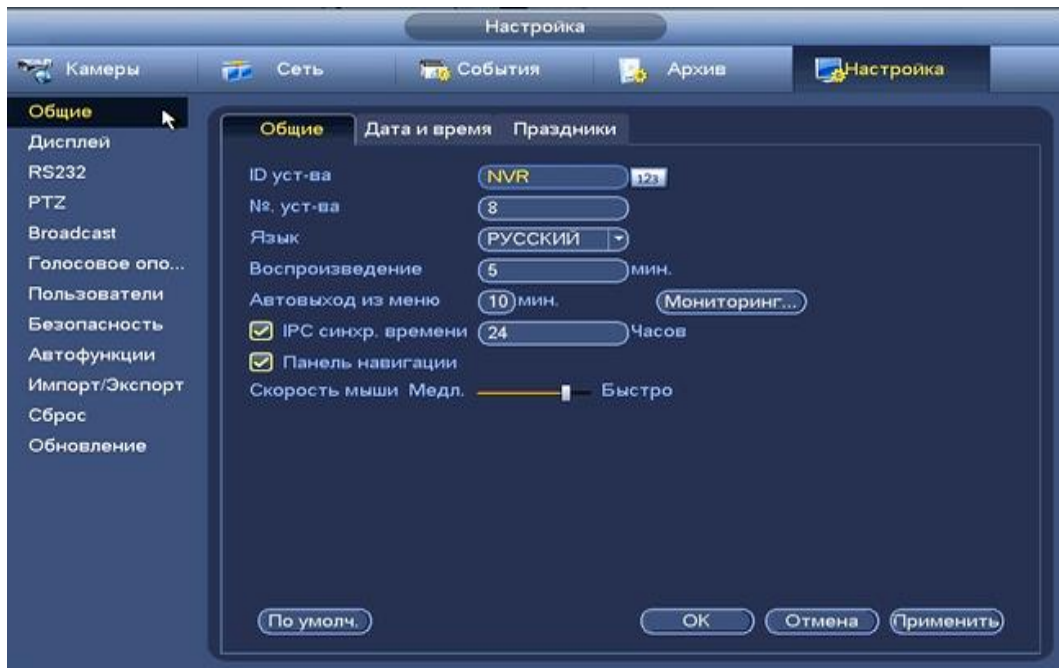 Настройка
Камеры Сеть События Архив Настройка
Общие
Дисплей
RS232
PTZ
Broadcast
Голосовое опо...
Пользователи
Безопасность
Автофункции
Импорт/Экспорт
Сброс
Обновление
Общие Дата и время Праздники
ID уст-ва NVR 123
№. уст-ва 8
Язык РУССКИЙ
Воспроизведение 5 мин.
Автовыход из меню 10 мин. Мониторинг...
IPC синхр. времени 24 Часов
Панель навигации
Скорость мыши Медл. Быстро
По умолч. OK Отмена Применить